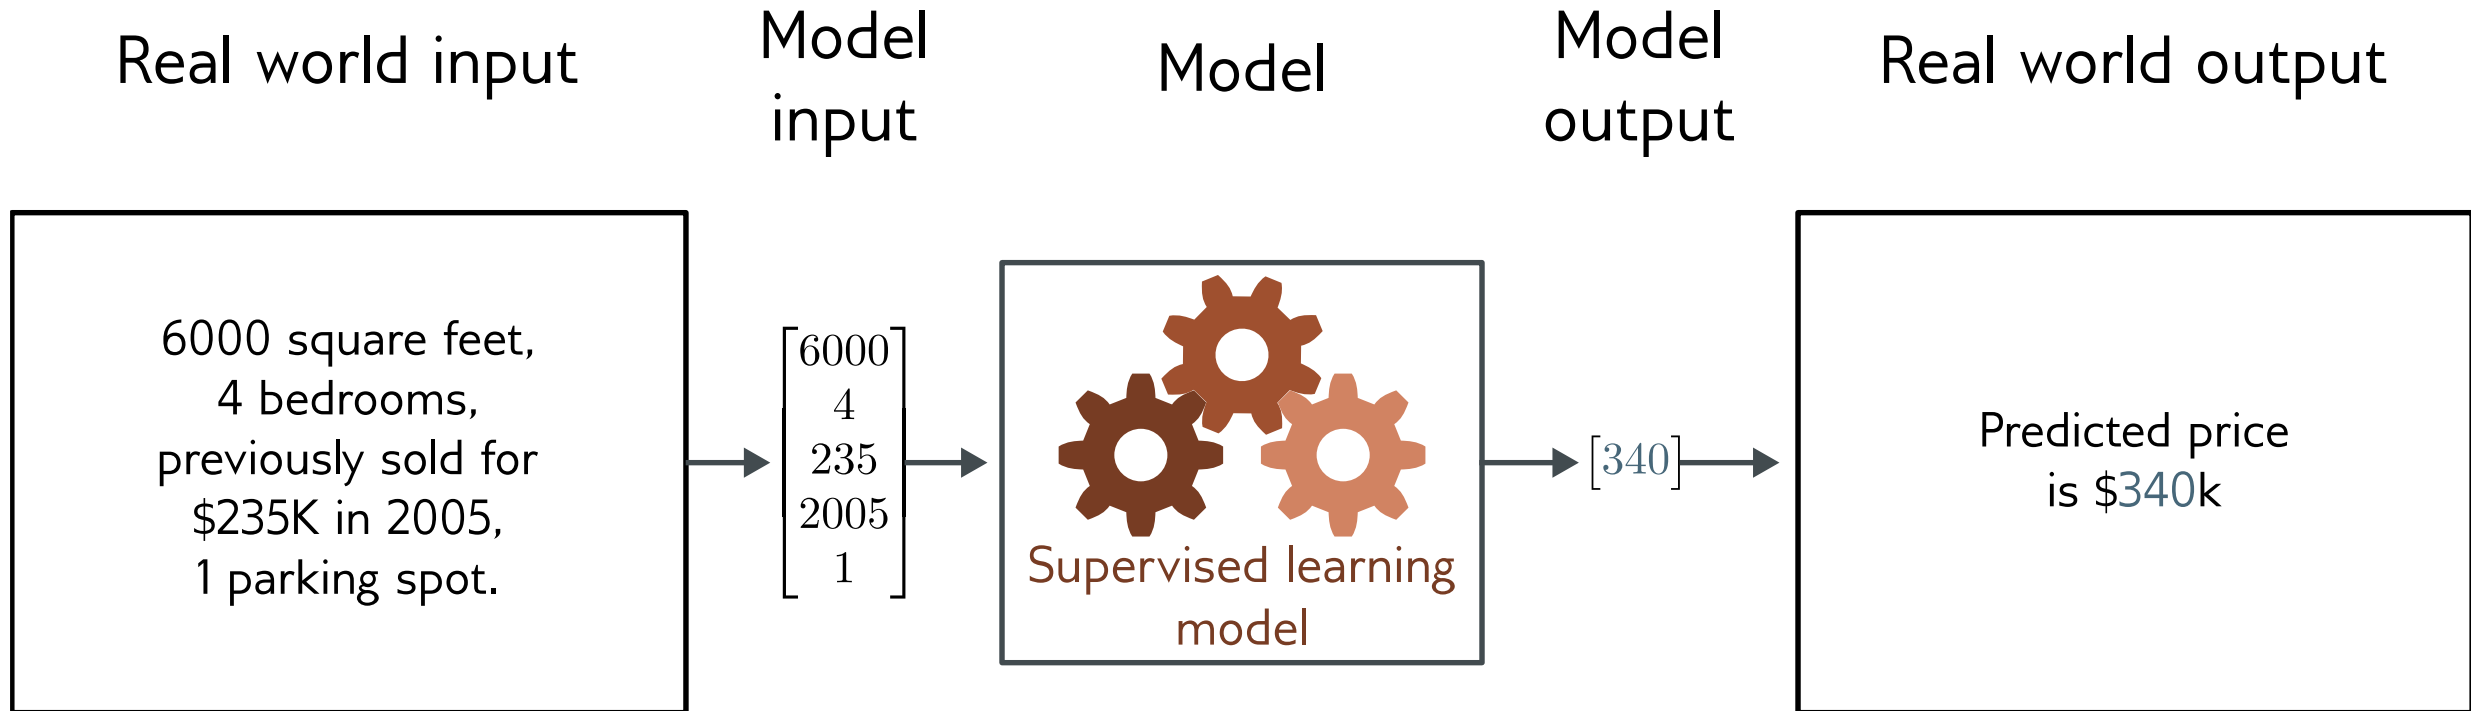 Real world input
Model
input
Model
Model
output
Real world output
6000 square feet,
4 bedrooms,
previously sold for
$235K in 2005,
1 parking spot.
6000
4
235
2005
1
Supervised learning
model
[340]
Predicted price
is $340k